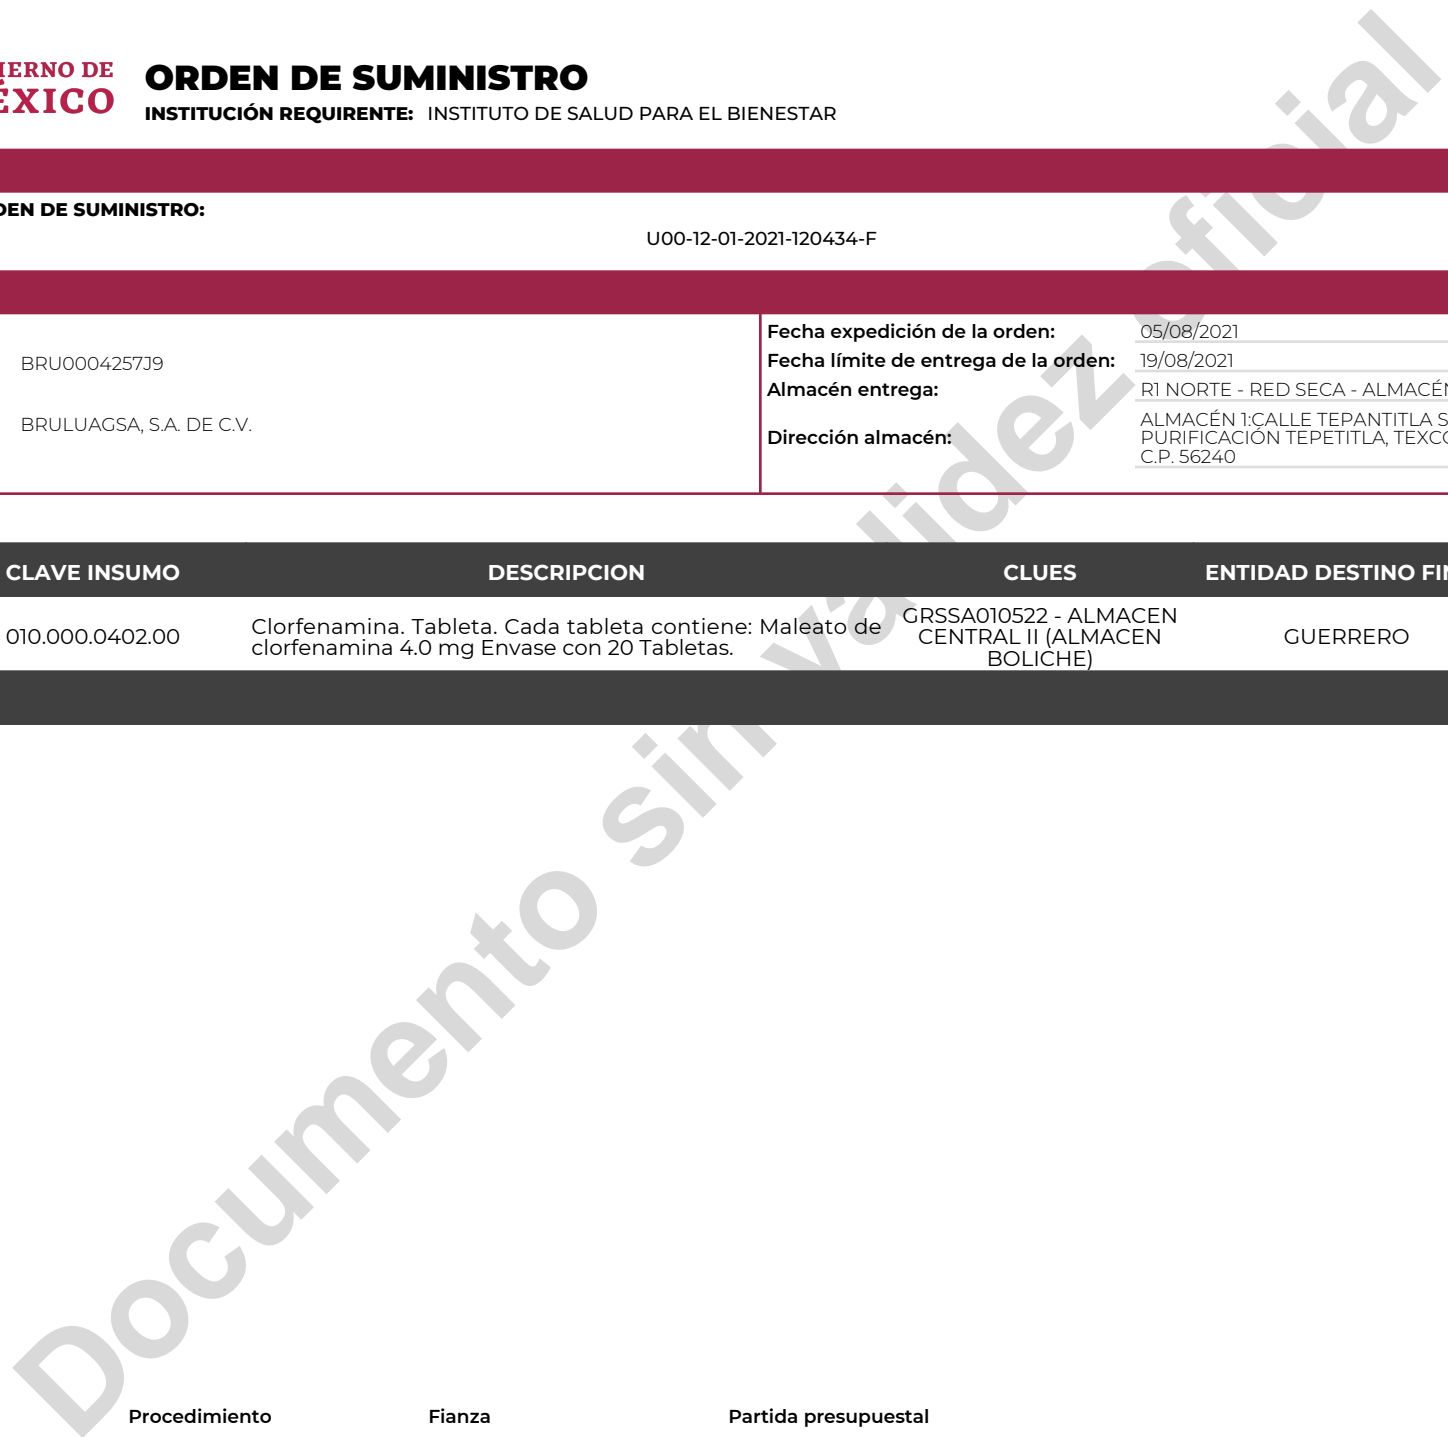 IERNO DE
ÉXICO
ORDEN DE SUMINISTRO
INSTITUCIÓN REQUIRENTE: INSTITUTO DE SALUD PARA EL BIENESTAR
DEN DE SUMINISTRO:
U00-12-01-2021-120434-F
BRU0004257J9
BRULUAGSA, S.A. DE C.V.
Fecha expedición de la orden: 05/08/2021
Fecha límite de entrega de la orden: 19/08/2021
Almacén entrega: R1 NORTE - RED SECA - ALMACÉN
Dirección almacén: ALMACÉN 1:CALLE TEPANTITLA S
PURIFICACIÓN TEPETITLA, TEXCO
C.P. 56240
CLAVE INSUMO DESCRIPCION CLUES ENTIDAD DESTINO FIN
010.000.0402.00
Clorfenamina. Tableta. Cada tableta contiene: Maleato de
clorfenamina 4.0 mg Envase con 20 Tabletas.
GRSSA010522 - ALMACEN
CENTRAL II (ALMACEN
BOLICHE)
GUERRERO
Documento sin validez oficial
Procedimiento Fianza Partida presupuestal